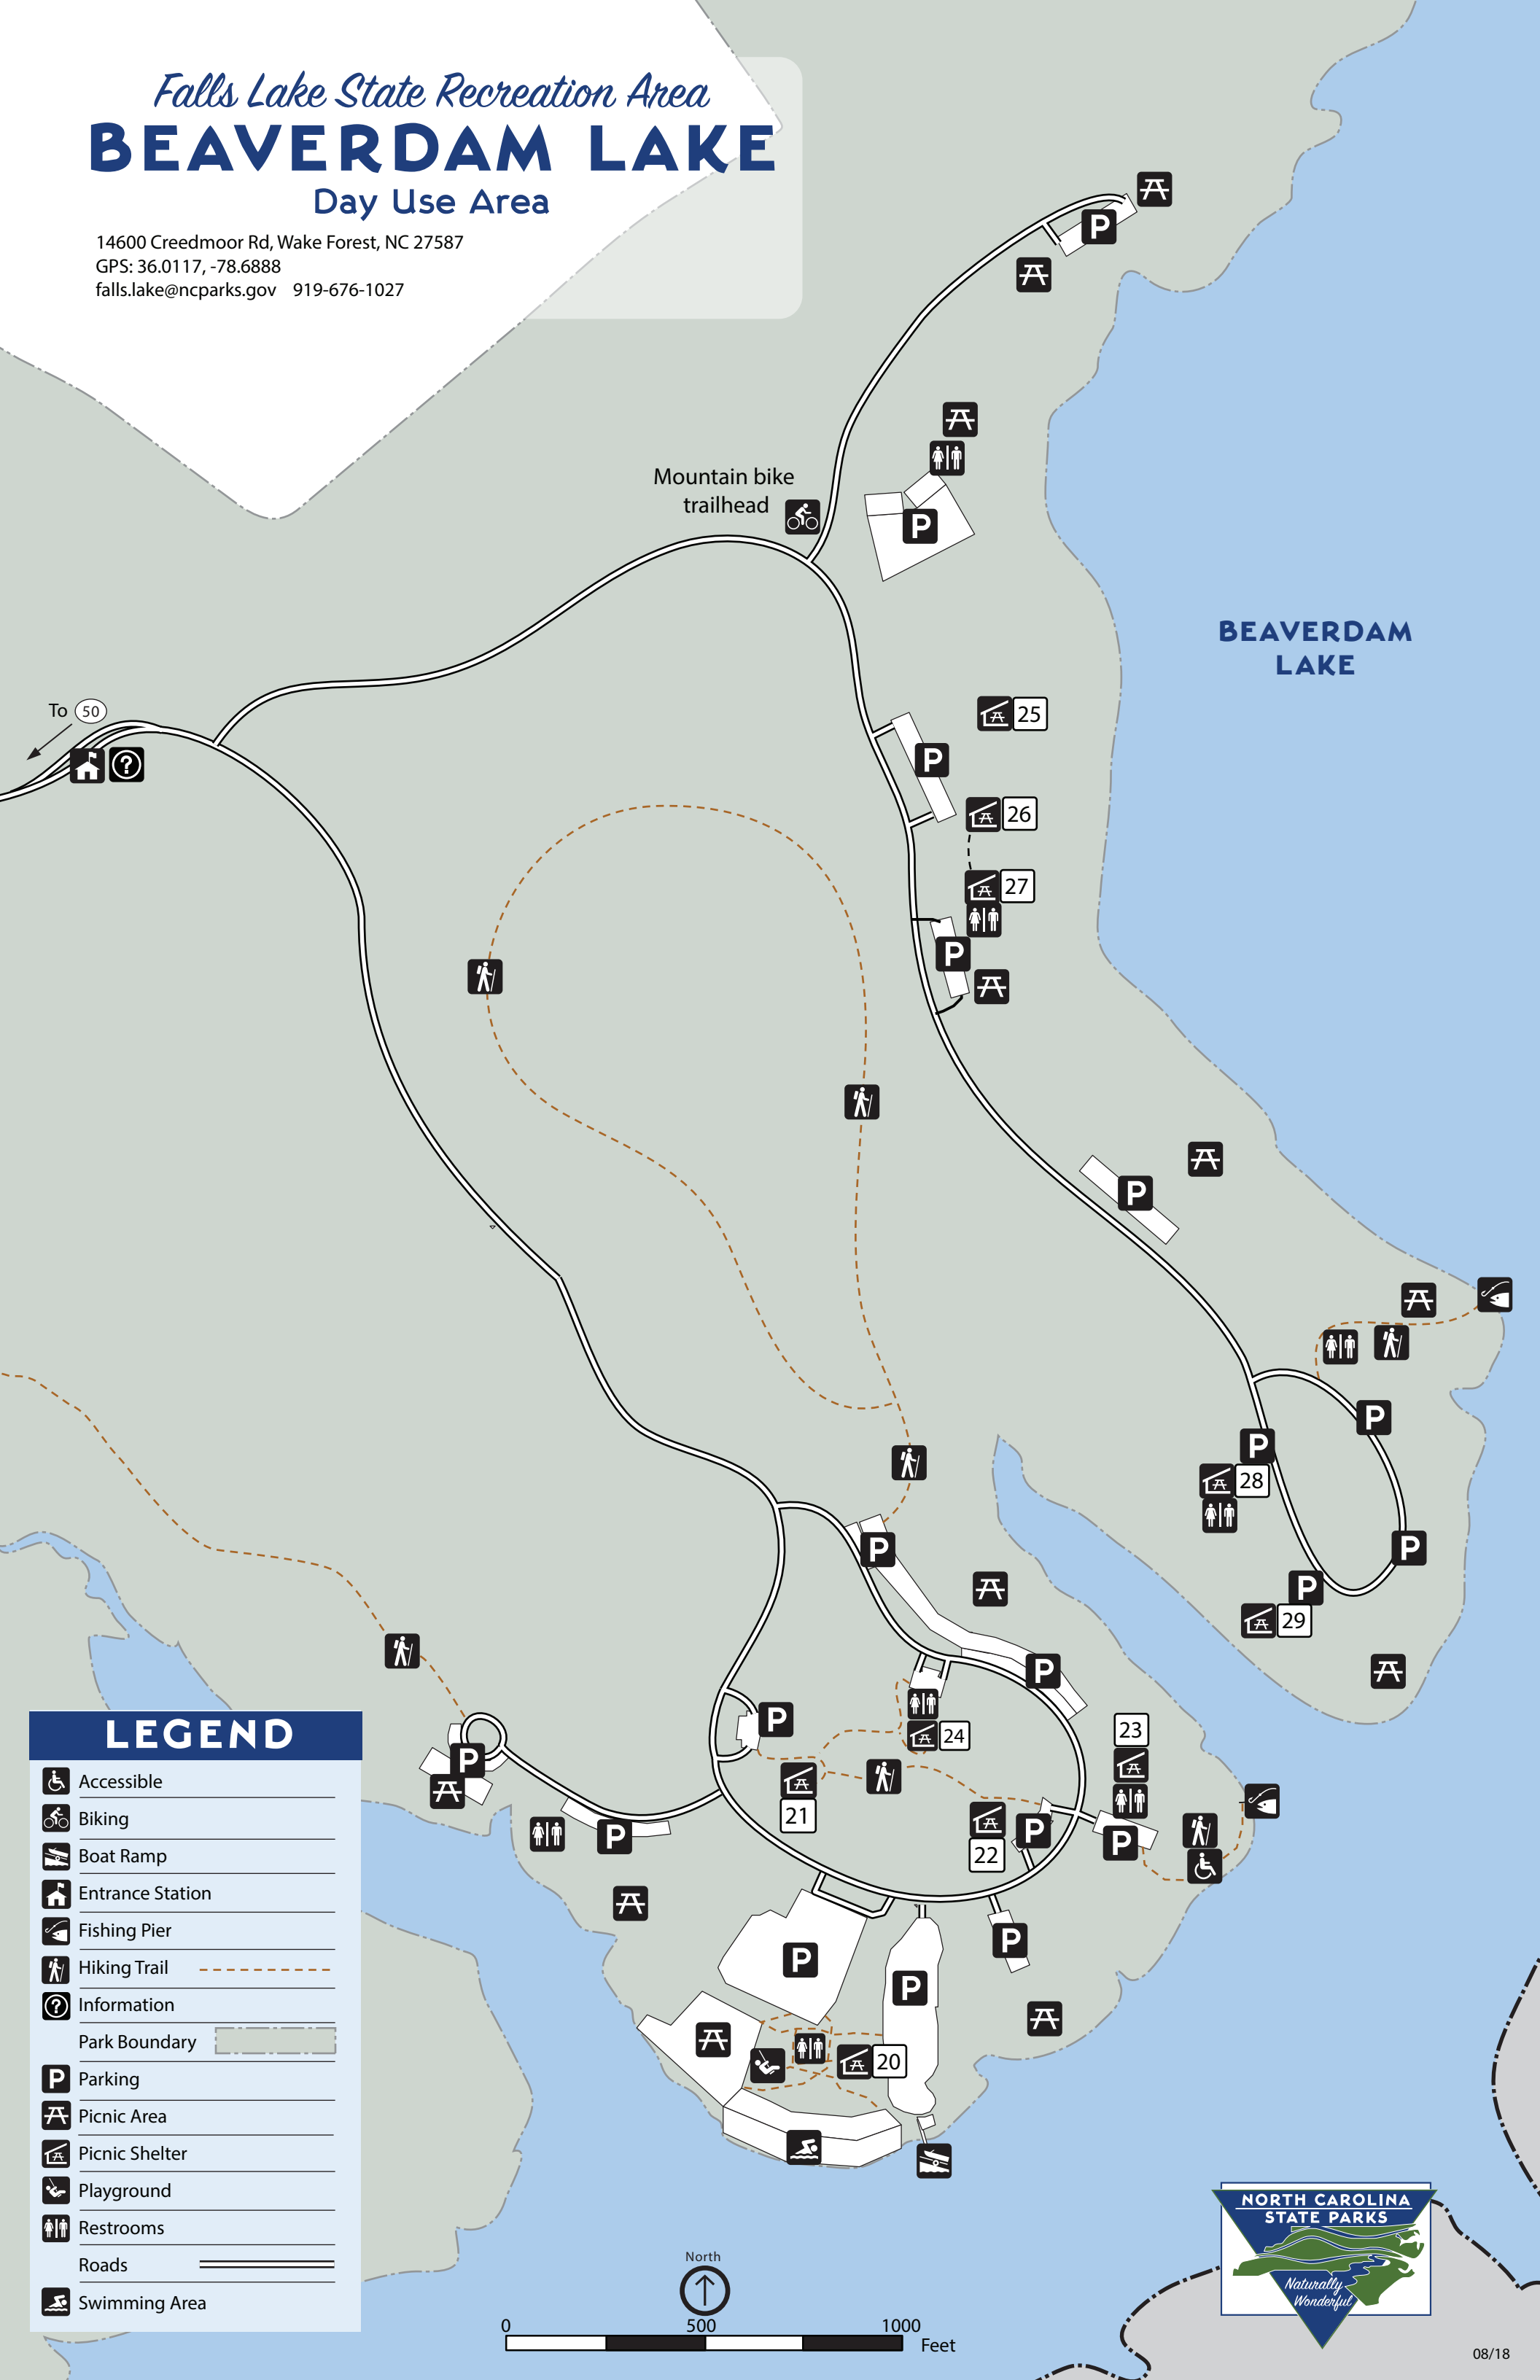 Falls Lake State Recreation Area
BEAVERDAM LAKE
Day Use Area
14600 Creedmoor Rd, Wake Forest, NC 27587
GPS: 36.0117, -78.6888
falls.lake@ncparks.gov 919-676-1027
P
P
Mountain bike
trailhead
P
BEAVERDAM
LAKE
To 50
?
25
P
26
27
P
P
P
P
28
P
P
29
P
P
P
24
23
P
21
22
P
P
P
P
P
P
20
LEGEND
Accessible
Biking
Boat Ramp
Entrance Station
Fishing Pier
Hiking Trail
? Information
Park Boundary
P Parking
Picnic Area
Picnic Shelter
Playground
Restrooms
Roads
Swimming Area
North
0 500 1000
Feet
NORTH CAROLINA
STATE PARKS
Naturally
Wonderful
08/18